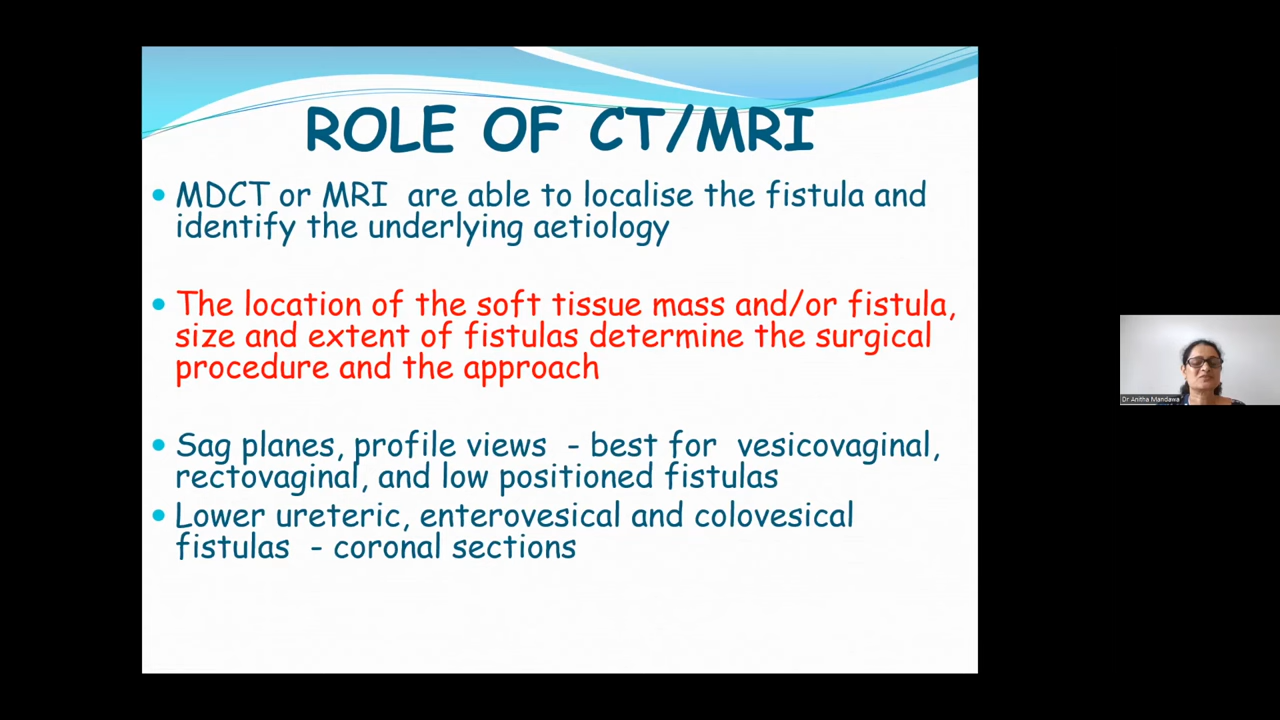 ROLE OF CT/MRI
• MDCT or MRI are able to localise the fistula and
identify the underlying aetiology
• The location of the soft tissue mass and/or fistula,
size and extent of fistulas determine the surgical
procedure and the approach
• Sag planes, profile views - best for vesicovaginal,
rectovaginal, and low positioned fistulas
• Lower ureteric, enterovesical and colovesical
fistulas - coronal sections
Dr Anitha Mandawa